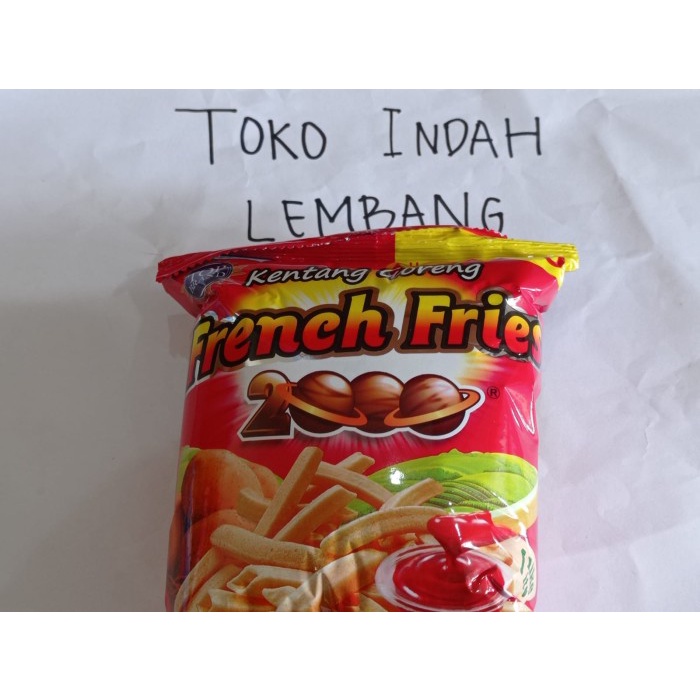 TOKO INDAH
LEMBANG
Kentang Goreng
French Fries
2000®